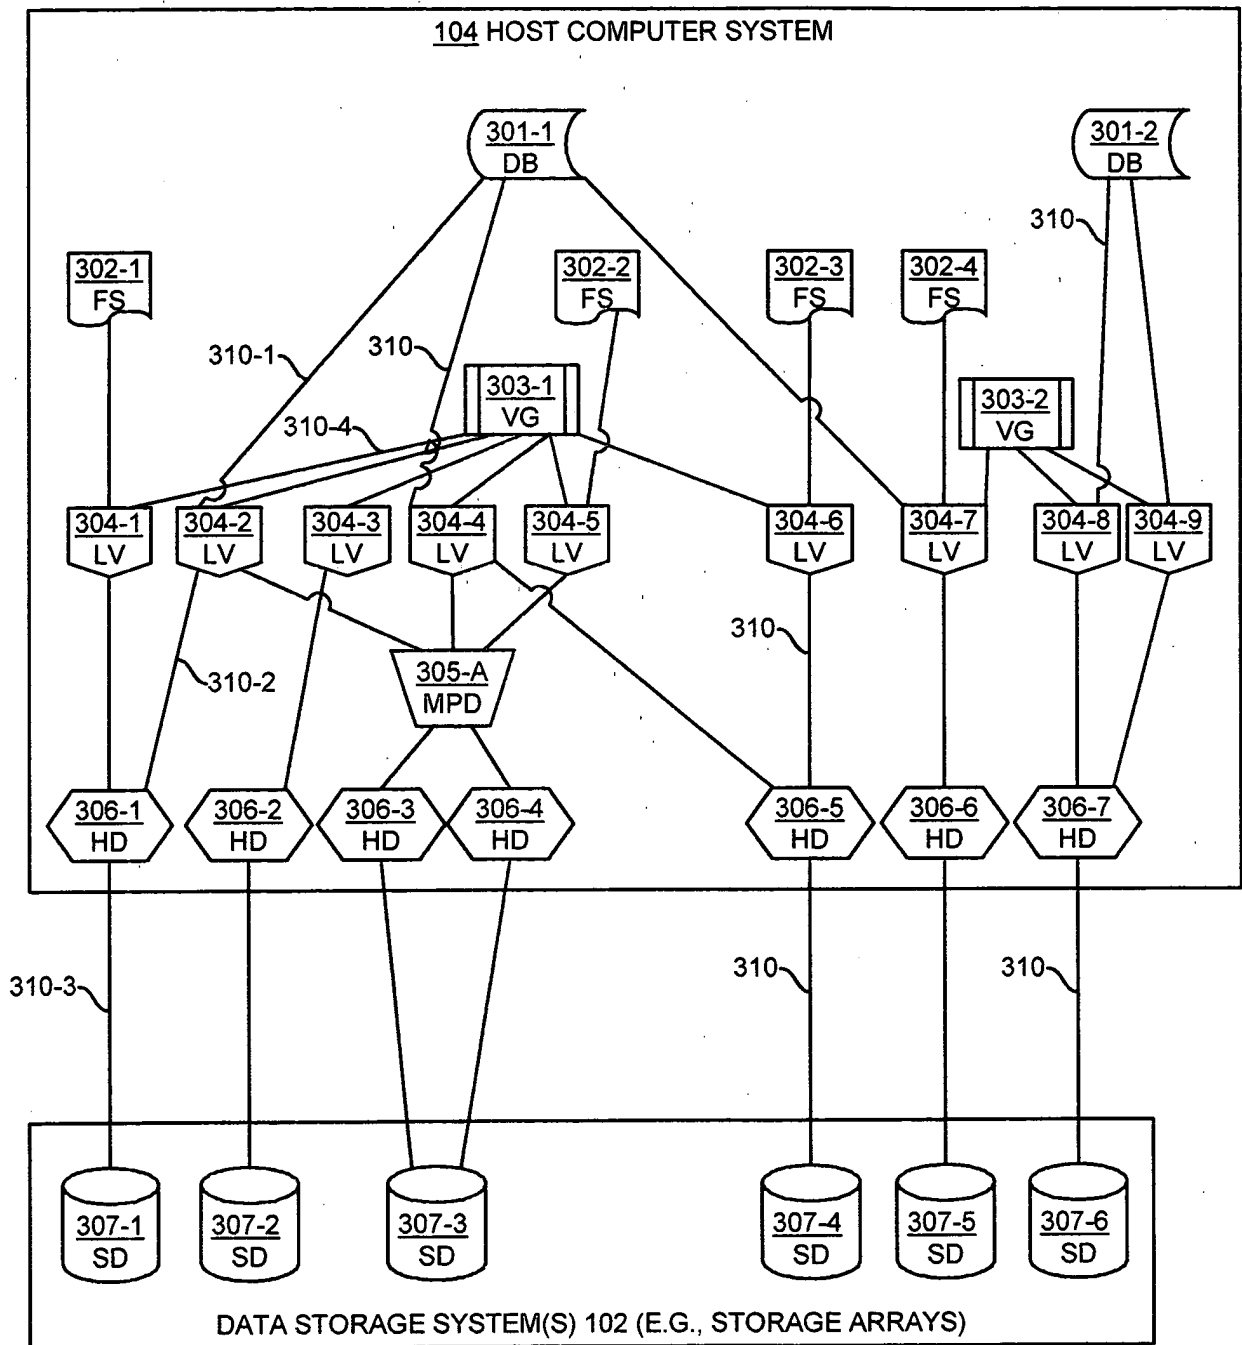 104 HOST COMPUTER SYSTEM
301-1
DB
301-2
DB
310
302-1
FS
302-2
FS
302-3
FS
302-4
FS
310-1
310
303-1
VG
303-2
VG
310-4
304-1
LV
304-2
LV
304-3
LV
304-4
LV
304-5
LV
304-6
LV
304-7
LV
304-8
LV
304-9
LV
310
310-2
305-A
MPD
306-1
HD
306-2
HD
306-3
HD
306-4
HD
306-5
HD
306-6
HD
306-7
HD
310-3
310
310
307-1
SD
307-2
SD
307-3
SD
307-4
SD
307-5
SD
307-6
SD
DATA STORAGE SYSTEM(S) 102 (E.G., STORAGE ARRAYS)